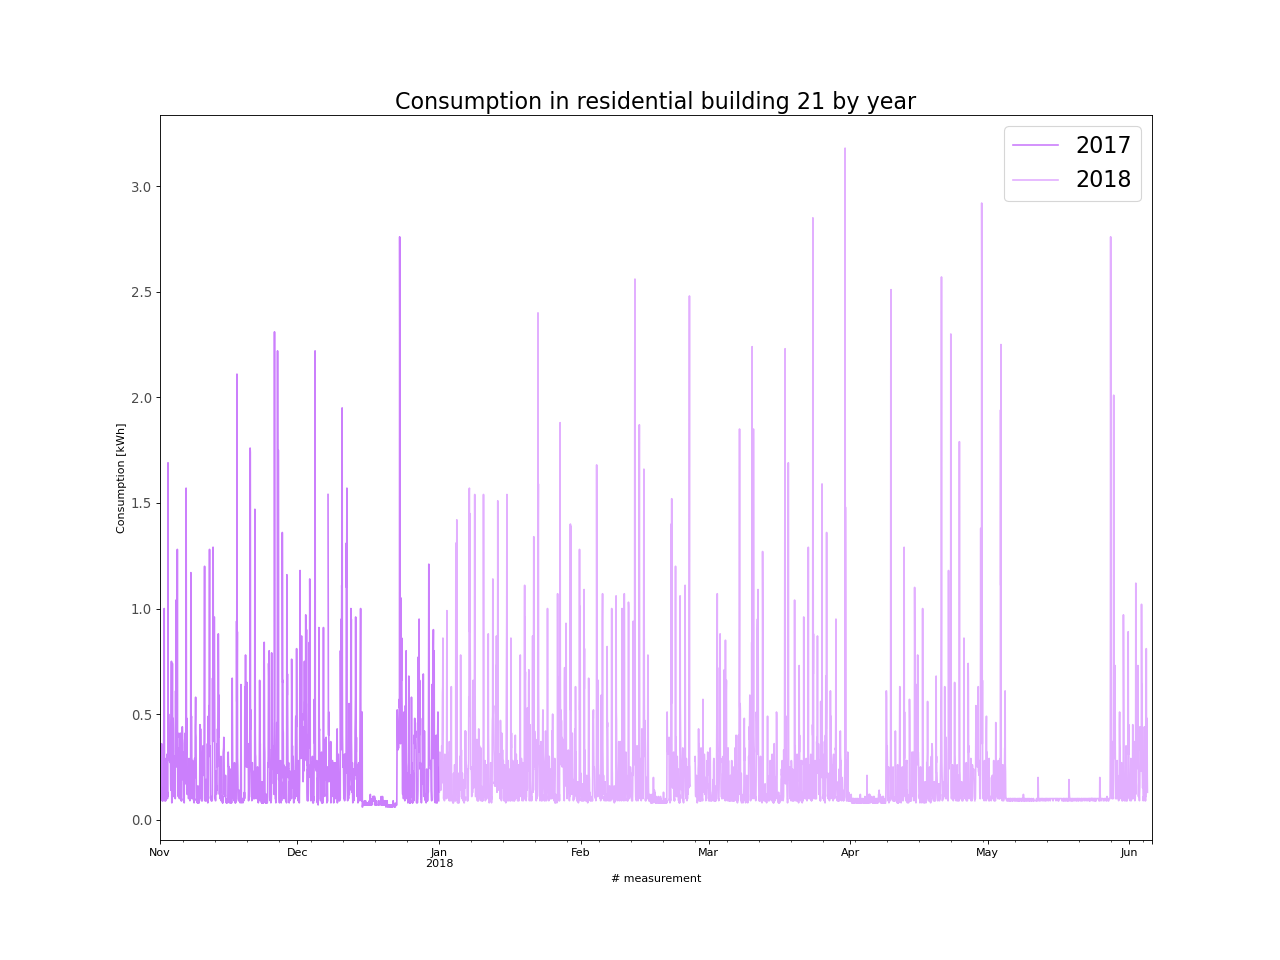 Consumption in residential building 21 by year
2017
2018
3.0
2.5
2.0
1.5
1.0
0.5
0.0
Consumption [kWh]
Nov Dec Jan Feb Mar Apr May Jun
2018
# measurement